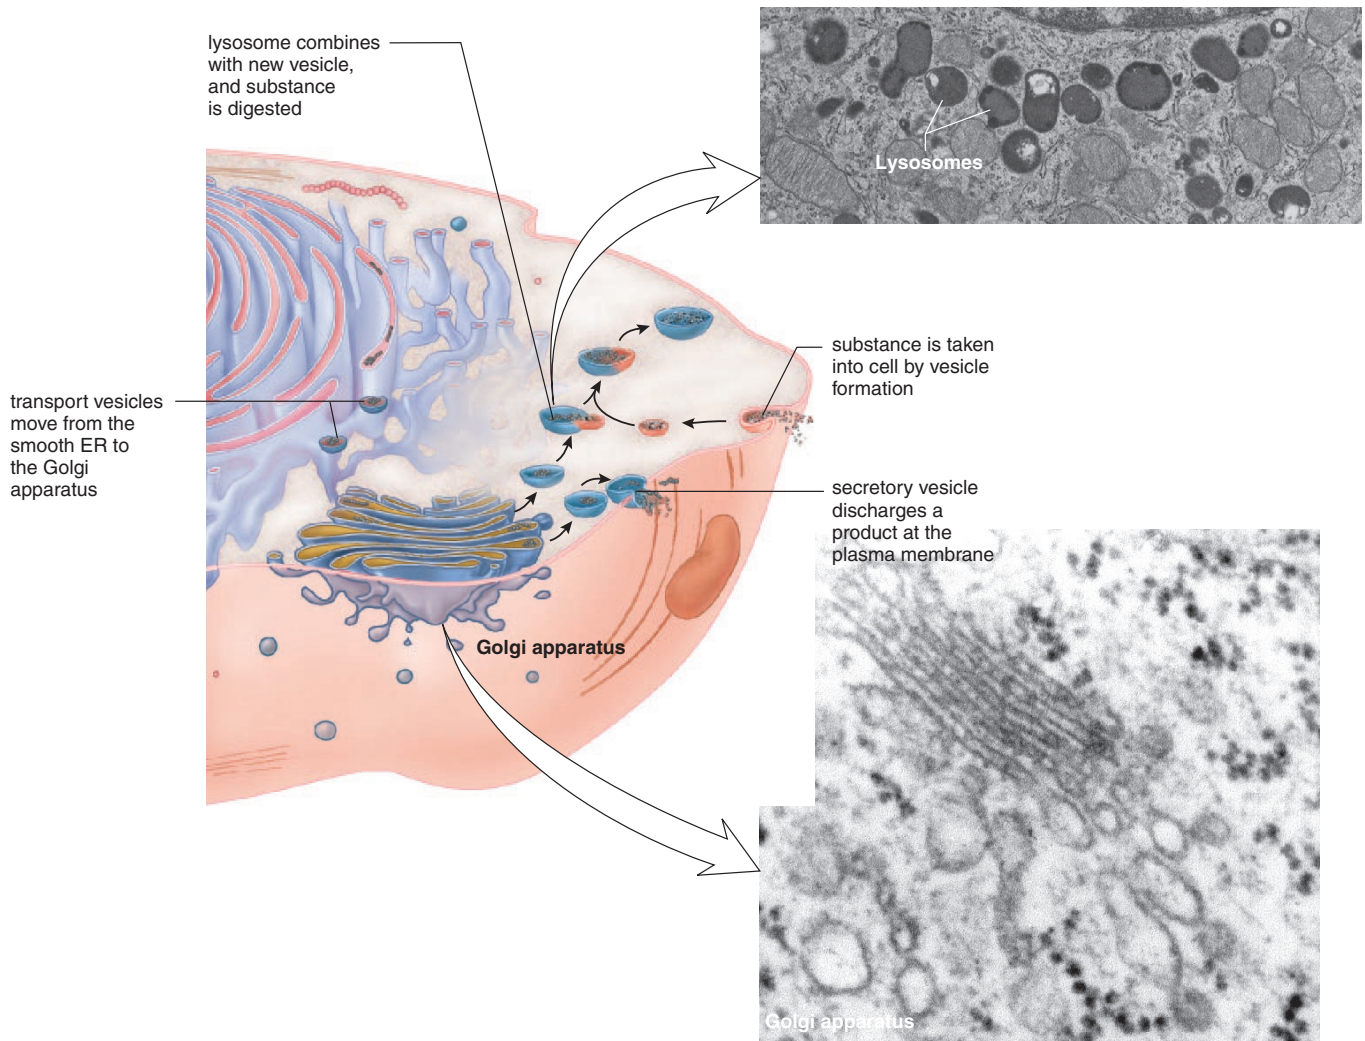 lysosome combines
with new vesicle,
and substance
is digested
Lysosomes
substance is taken
into cell by vesicle
formation
transport vesicles
move from the
smooth ER to
the Golgi
apparatus
secretory vesicle
discharges a
product at the
plasma membrane
Golgi apparatus
Golgi apparatus